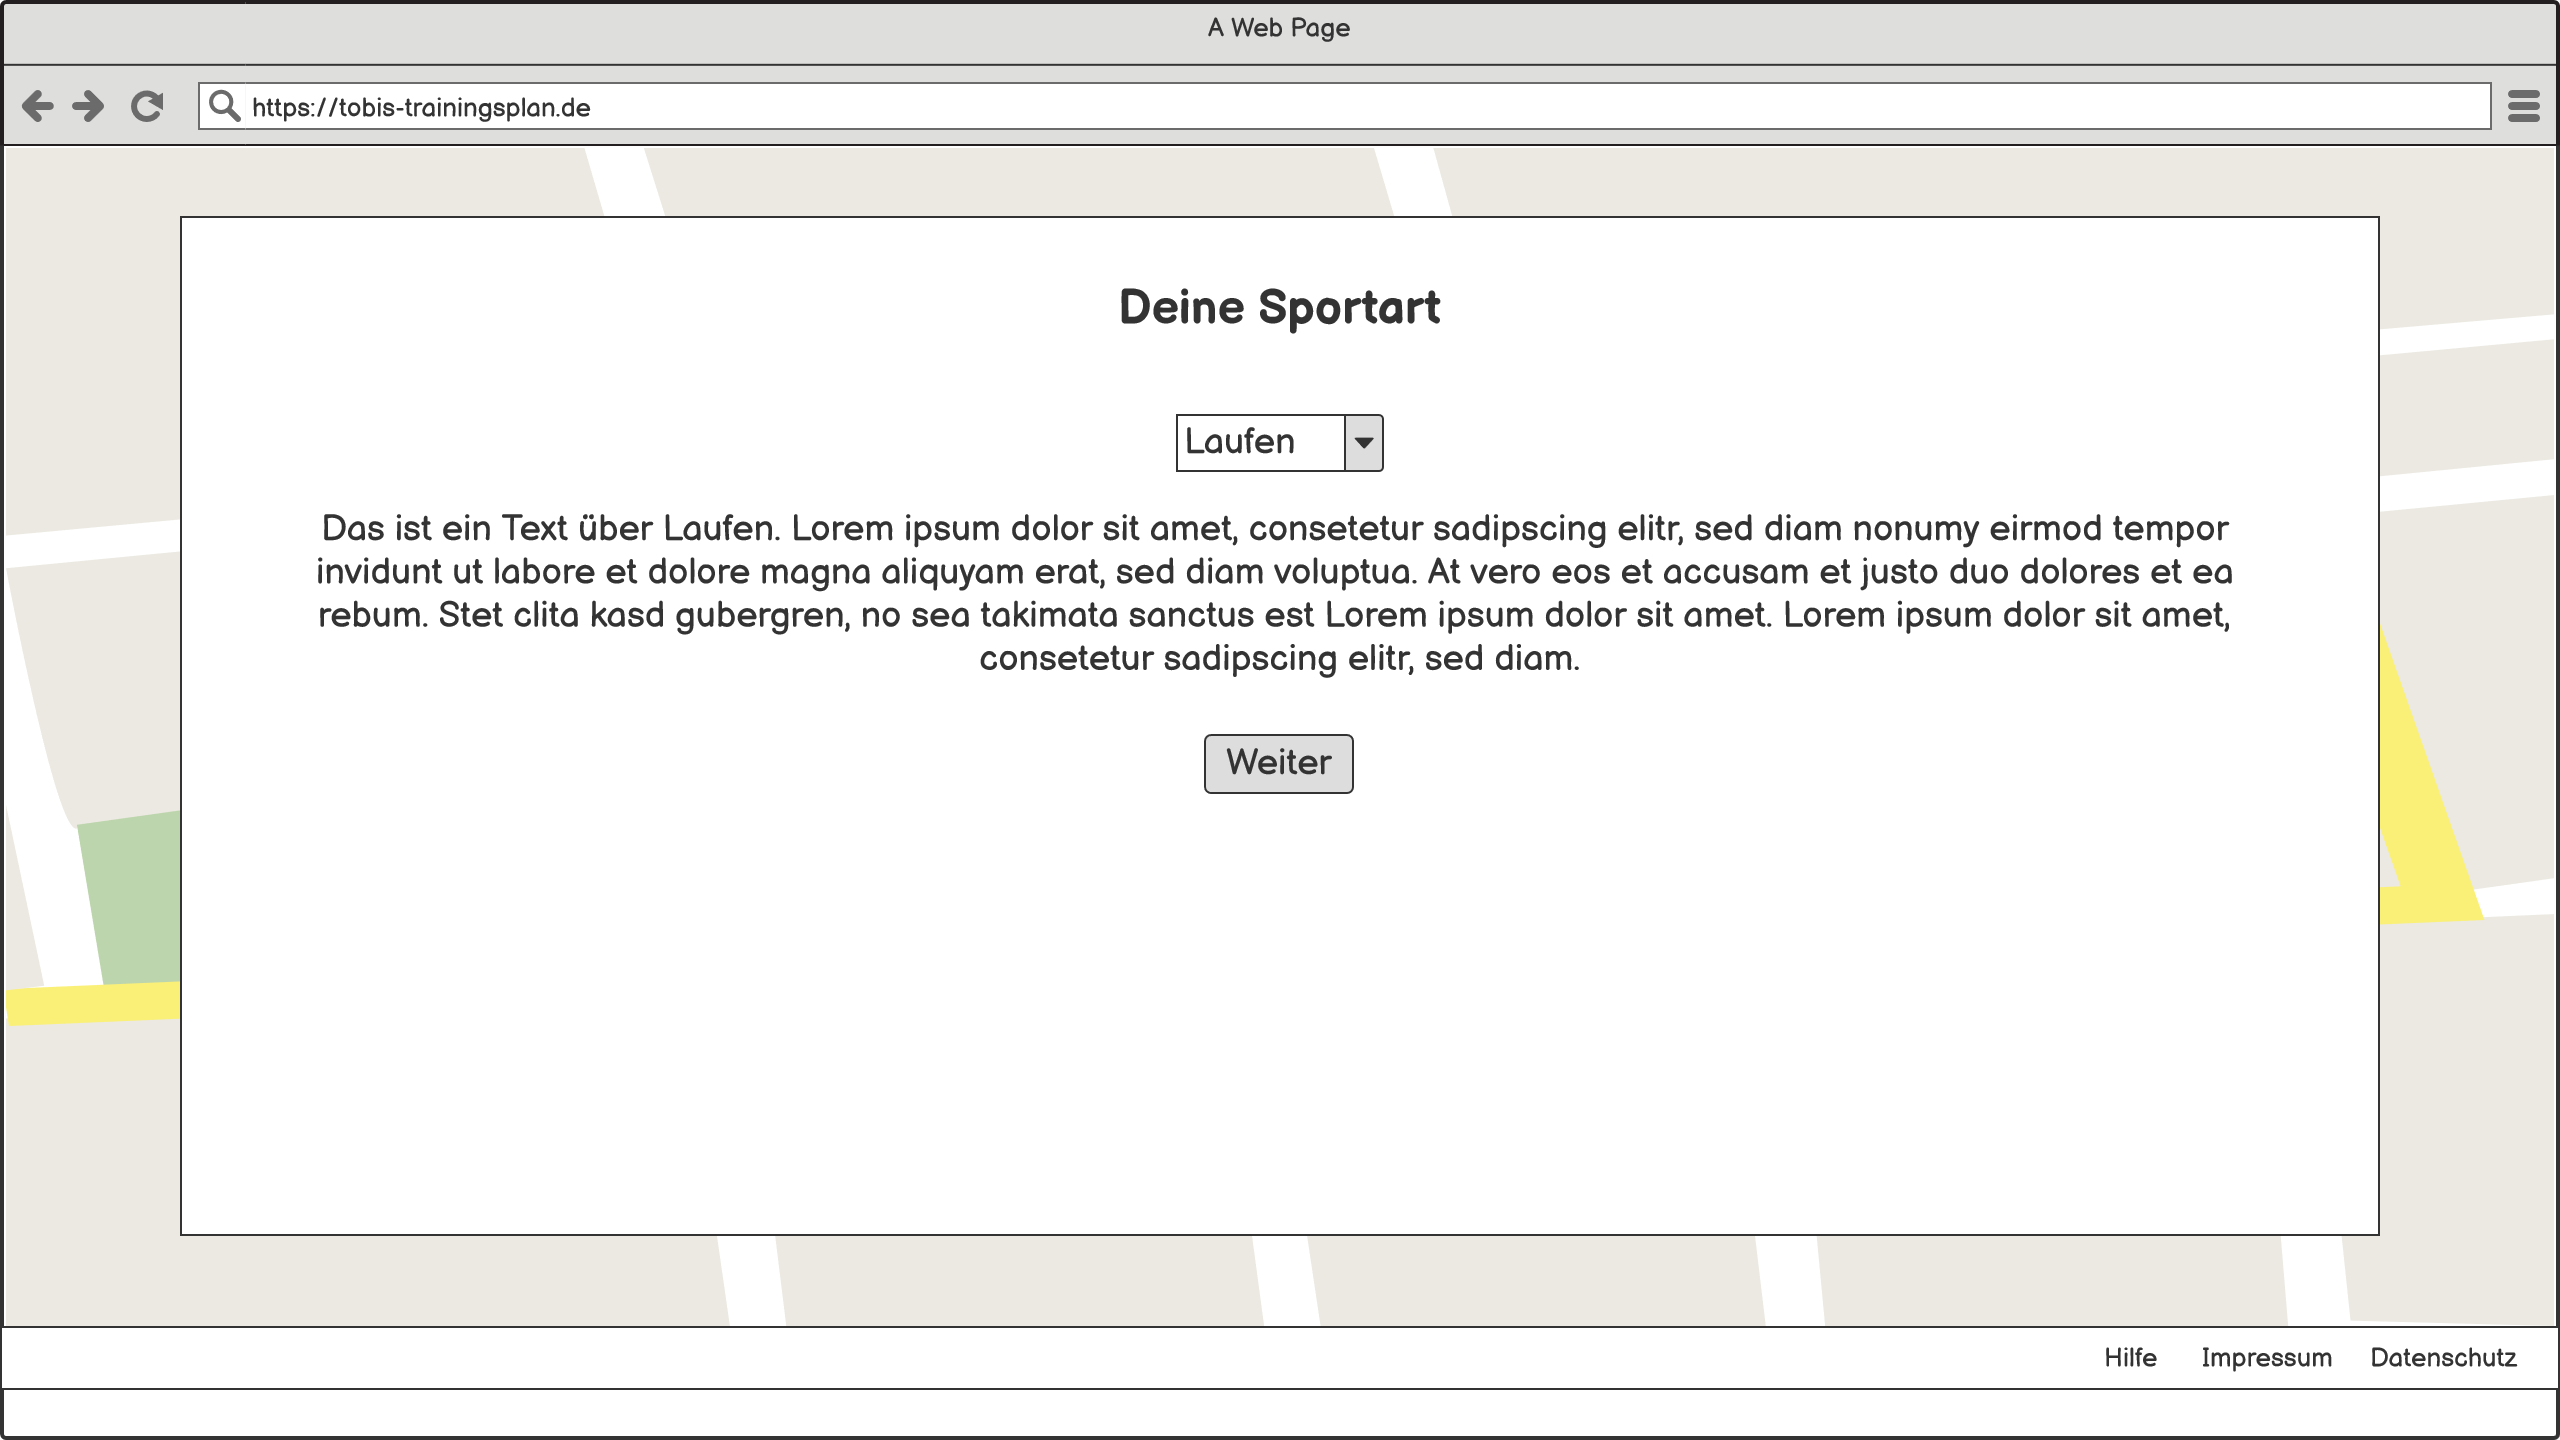 A Web Page
https://tobis-trainingsplan.de
Deine Sportart
Laufen
Das ist ein Text über Laufen. Lorem ipsum dolor sit amet, consetetur sadipscing elitr, sed diam nonumy eirmod tempor
invidunt ut labore et dolore magna aliquyam erat, sed diam voluptua. At vero eos et accusam et justo duo dolores et ea
rebum. Stet clita kasd gubergren, no sea takimata sanctus est Lorem ipsum dolor sit amet. Lorem ipsum dolor sit amet,
consetetur sadipscing elitr, sed diam.
Weiter
Hilfe Impressum Datenschutz